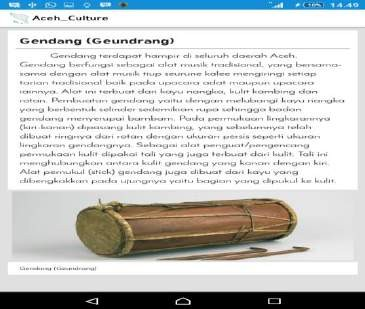 14.49
Aceh_Culture
Gendang (Geundrang)
Gendang terdapat hampir di seluruh daerah Aceh.
Gendang berfungsi sebagai alat musik tradisional, yang bersama-
sama dengan alat musik tiup seurune kalee mengiringi setiap
tarian tradisional baik pada upacara adat maupun upacara
lainnya. Alat ini terbuat dari kayu nangka, kulit kambing dan
rotan. Pembuatan gendang yaitu dengan melubangi kayu nangka
yang berbentuk selinder sedemikian rupa sehingga badan
gendang menyerupai bambam. Pada permukaan lingkarannya
(kiri-kanan) dipasang kulit kambing, yang sebelumnya telah
dibuat ringnya dari rotan dengan ukuran persis seperti ukuran
lingkaran gendangnya. Sebagai alat penguat/pengencang
permukaan kulit dipakai tali yang juga terbuat dari kulit. Tali ini
menghubungkan antara kulit gendang yang kanan dengan kiri.
Alat pemukul (stick) gendang juga dibuat dari kayu yang
dibengkokkan pada ujungnya yaitu bagian yang dipukul ke kulit.
Gendang (Geundrang)